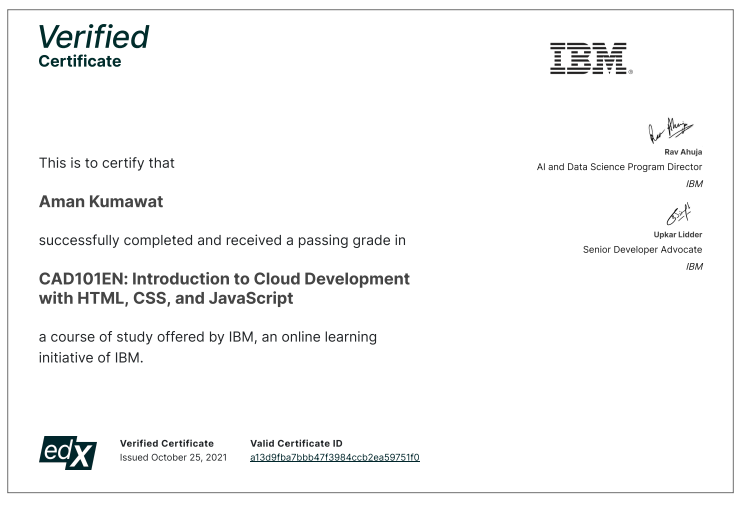 Verified
Certificate
IBM
This is to certify that
Aman Kumawat
successfully completed and received a passing grade in
CAD101EN: Introduction to Cloud Development
with HTML, CSS, and JavaScript
a course of study offered by IBM, an online learning
initiative of IBM.
Rav Ahuja
Rav Ahuja
AI and Data Science Program Director
IBM
Upkar Lidder
Senior Developer Advocate
IBM
edX
Verified Certificate
Issued October 25, 2021
Valid Certificate ID
a13d9fba7bbb47f3984ccb2ea59751f0